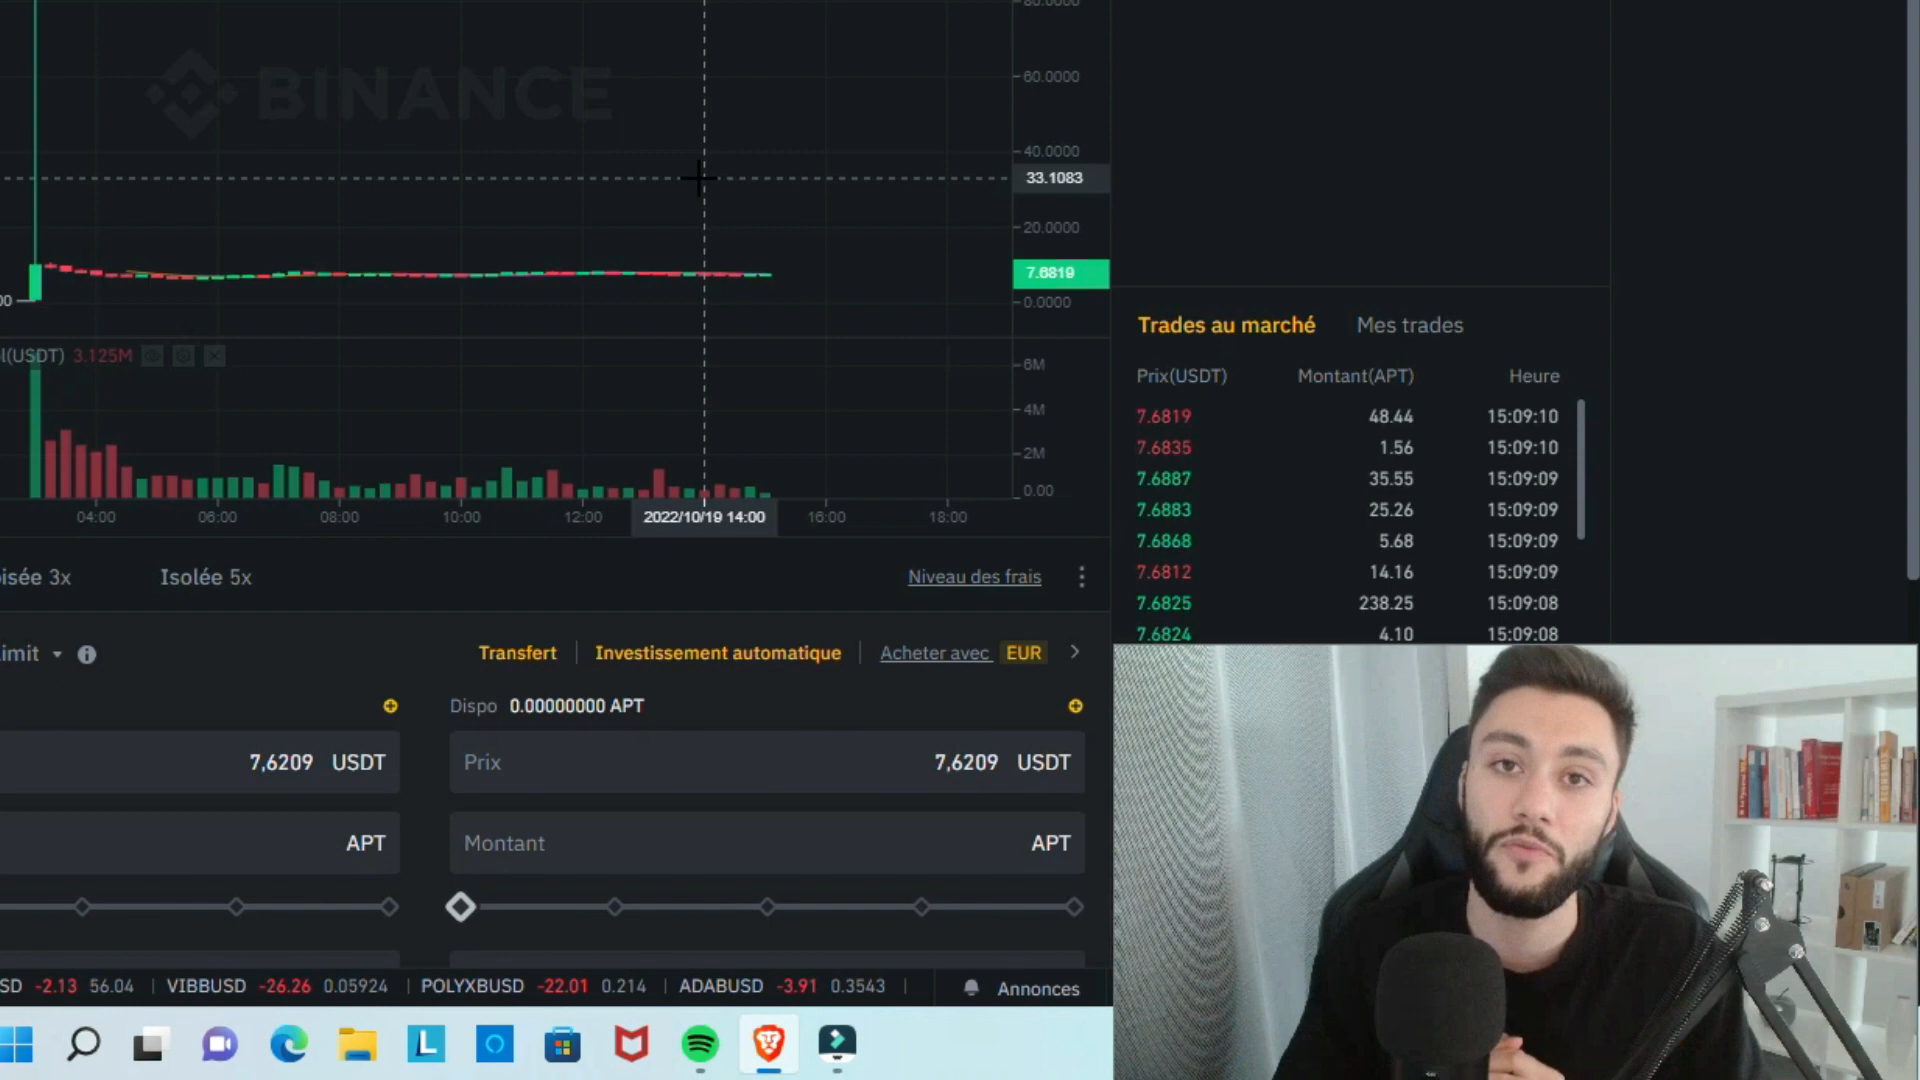 80.0000
BINANCE
60.0000
40.0000
33.1083
20.0000
7.6819
0.0000
00
l(USDT) 3.125M
6M
4M
2M
0.00
04:00 06:00 08:00 10:00 12:00 2022/10/19 14:00 16:00 18:00
Trades au marché Mes trades
Prix(USDT) Montant(APT) Heure
7.6819 48.44 15:09:10
7.6835 1.56 15:09:10
7.6887 35.55 15:09:09
7.6883 25.26 15:09:09
7.6868 5.68 15:09:09
7.6812 14.16 15:09:09
7.6825 238.25 15:09:08
7.6824 4.10 15:09:08
isée 3x Isolée 5x Niveau des frais
imit Transfert Investissement automatique Acheter avec EUR
Dispo 0.00000000 APT
7,6209 USDT Prix 7,6209 USDT
APT Montant APT
SD -2.13 56.04 VIBBUSD -26.26 0.05924 POLYXBUSD -22.01 0.214 ADABUSD -3.91 0.3543 Annonces
L